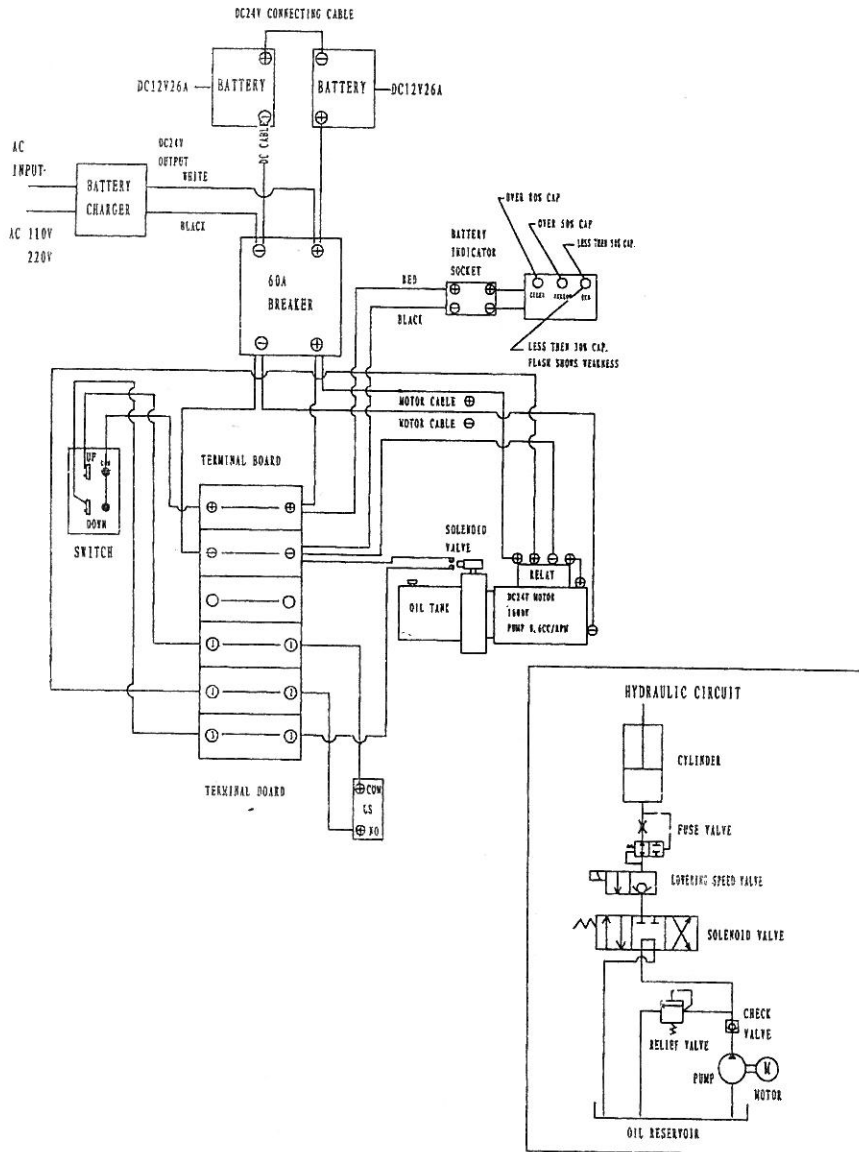 DC24V CONNECTING CABLE
BATTERY
BATTERY
DC12V26A
DC12V26A
DC CABLE
AC
INPUT
DC24V
OUTPUT
WHITE
BATTERY
CHARGER
BLACK
AC 110V
220V
60A
BREAKER
RED
BLACK
BATTERY
INDICATOR
SOCKET
OVER 80% CAP
OVER 50% CAP
LESS THEN 50% CAP.
LESS THEN 30% CAP.
FLASH SHOWS WEAKNESS
MOTOR CABLE ⊕
MOTOR CABLE ⊖
UP
DOWN
SWITCH
TERMINAL BOARD
SOLENOID
VALVE
RELAY
OIL TANK
DC24V MOTOR
PUMP
TERMINAL BOARD
COM
LS
NO
HYDRAULIC CIRCUIT
CYLINDER
FUSE VALVE
LOWERING SPEED VALVE
SOLENOID VALVE
CHECK
VALVE
RELIEF VALVE
PUMP
M
MOTOR
OIL RESERVOIR